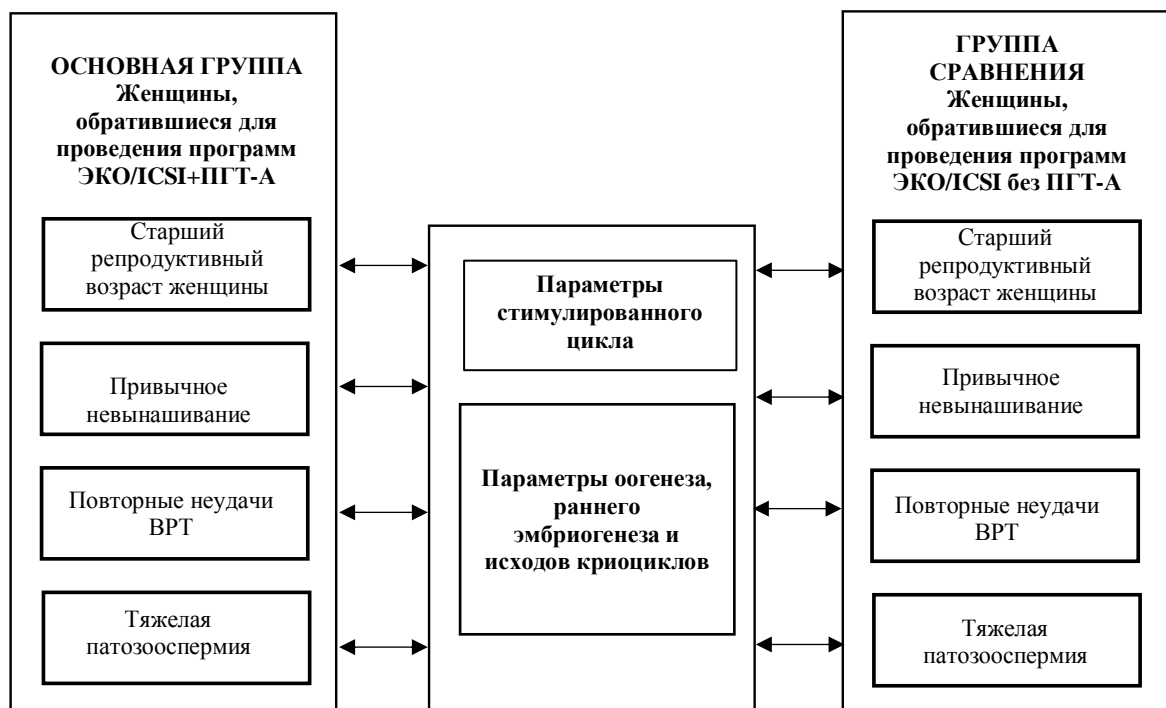 ОСНОВНАЯ ГРУППА
Женщины,
обратившиеся для
проведения программ
ЭКО/ICSI+ПГТ-А
Старший
репродуктивный
возраст женщины
Привычное
невынашивание
Повторные неудачи
ВРТ
Тяжелая
патозооспермия
Параметры
стимулированного
цикла
Параметры оогенеза,
раннего
эмбриогенеза и
исходов криоциклов
ГРУППА
СРАВНЕНИЯ
Женщины,
обратившиеся для
проведения программ
ЭКО/ICSI без ПГТ-А
Старший
репродуктивный
возраст женщины
Привычное
невынашивание
Повторные неудачи
ВРТ
Тяжелая
патозооспермия